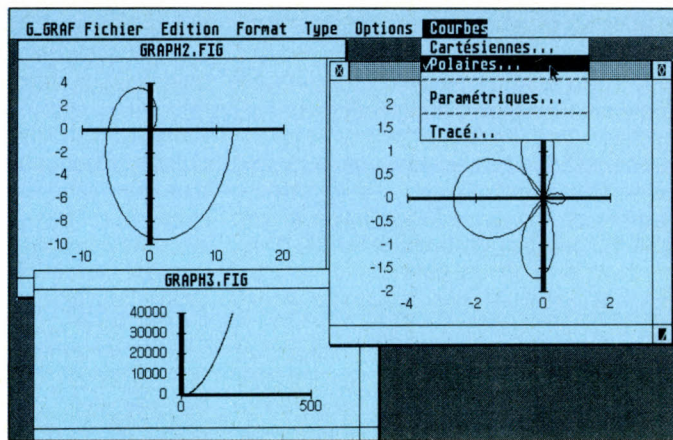 G_GRAF Fichier Edition Format Type Options Courbes
Cartésiennes...
✓Polaires...
Paramétriques...
Tracé...
GRAPH2.FIG
4
2
0
-2
-4
-6
-8
-10
-10 0 10 20
2
1.5
1
0.5
0
-0.5
-1
-1.5
-2
-4 -2 0 2
GRAPH3.FIG
40000
30000
20000
10000
0
0 500